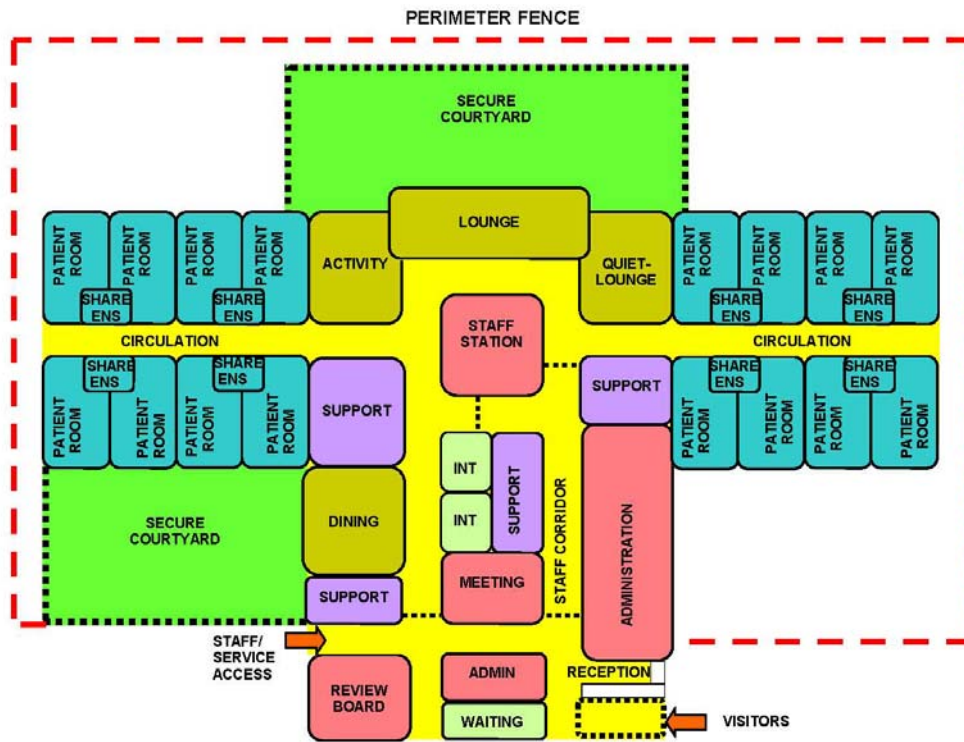 PERIMETER FENCE
SECURE
COURTYARD
LOUNGE
PATIENT
ROOM
PATIENT
ROOM
PATIENT
ROOM
PATIENT
ROOM
SHARE
ENS
SHARE
ENS
ACTIVITY
QUIET-
LOUNGE
PATIENT
ROOM
PATIENT
ROOM
PATIENT
ROOM
PATIENT
ROOM
SHARE
ENS
SHARE
ENS
STAFF
STATION
CIRCULATION
CIRCULATION
SHARE
ENS
SHARE
ENS
PATIENT
ROOM
PATIENT
ROOM
PATIENT
ROOM
PATIENT
ROOM
SUPPORT
SUPPORT
SHARE
ENS
SHARE
ENS
PATIENT
ROOM
PATIENT
ROOM
PATIENT
ROOM
PATIENT
ROOM
INT
INT
SUPPORT
STAFF CORRIDOR
ADMINISTRATION
SECURE
COURTYARD
DINING
MEETING
SUPPORT
STAFF/
SERVICE
ACCESS
REVIEW
BOARD
ADMIN
RECEPTION
WAITING
VISITORS